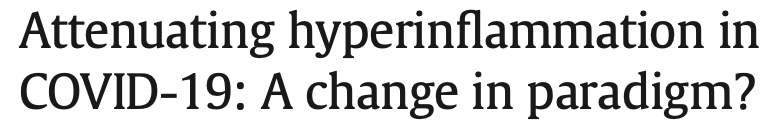 Attenuating hyperinflammation in
COVID-19: A change in paradigm?